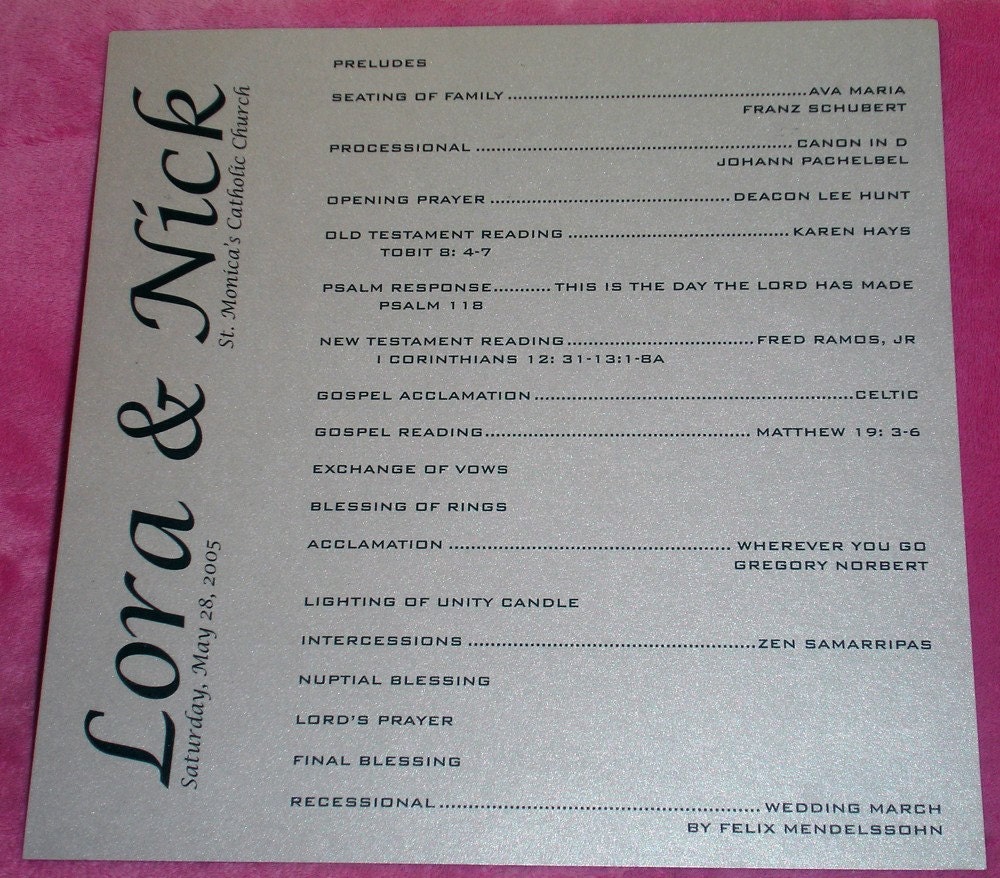 Lora & Nick
Saturday, May 28, 2005 St. Monica's Catholic Church
PRELUDES
SEATING OF FAMILY ................ AVA MARIA
FRANZ SCHUBERT
PROCESSIONAL ................ CANON IN D
JOHANN PACHELBEL
OPENING PRAYER ................ DEACON LEE HUNT
OLD TESTAMENT READING ................ KAREN HAYS
TOBIT 8: 4-7
PSALM RESPONSE........... THIS IS THE DAY THE LORD HAS MADE
PSALM 118
NEW TESTAMENT READING ................ FRED RAMOS, JR
I CORINTHIANS 12: 31-13:1-8A
GOSPEL ACCLAMATION ................ CELTIC
GOSPEL READING................ MATTHEW 19: 3-6
EXCHANGE OF VOWS
BLESSING OF RINGS
ACCLAMATION ................ WHEREVER YOU GO
GREGORY NORBERT
LIGHTING OF UNITY CANDLE
INTERCESSIONS ................ ZEN SAMARRIPAS
NUPTIAL BLESSING
LORD'S PRAYER
FINAL BLESSING
RECESSIONAL ................ WEDDING MARCH
BY FELIX MENDELSSOHN